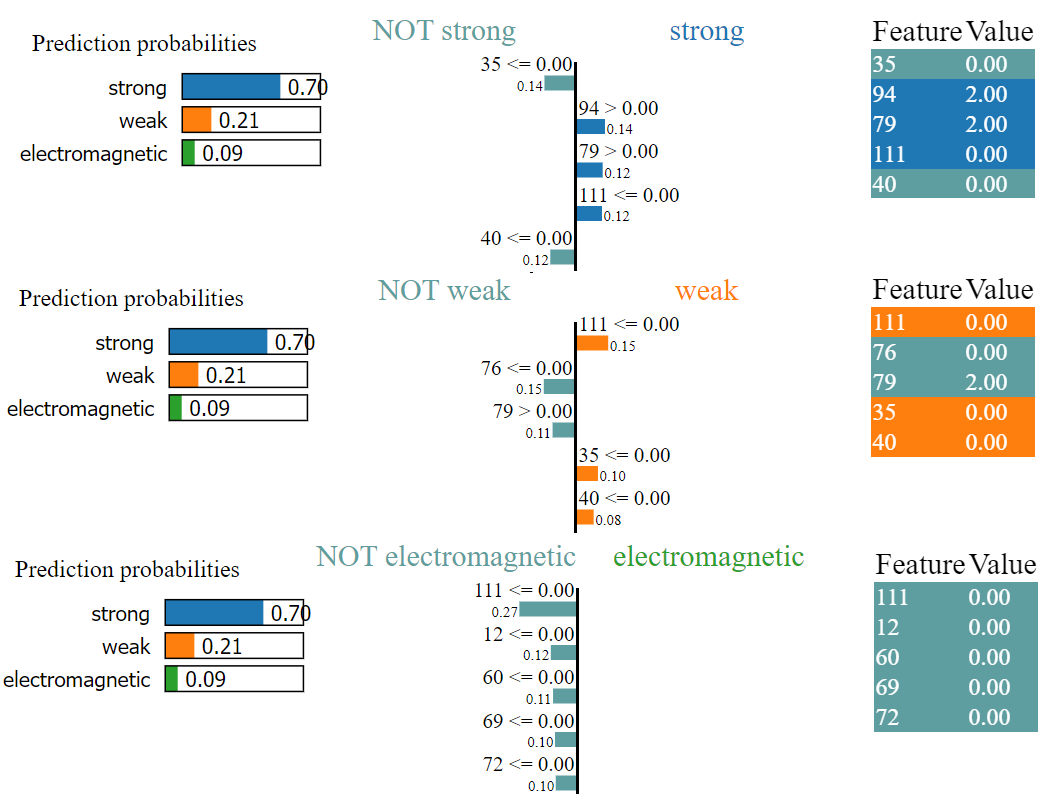 Prediction probabilities
strong 0.70
weak 0.21
electromagnetic 0.09
NOT strong strong
35 <= 0.00
0.14
94 > 0.00
0.14
79 > 0.00
0.12
111 <= 0.00
0.12
40 <= 0.00
0.12
Feature Value
35 0.00
94 2.00
79 2.00
111 0.00
40 0.00
Prediction probabilities
strong 0.70
weak 0.21
electromagnetic 0.09
NOT weak weak
111 <= 0.00
0.15
76 <= 0.00
0.15
79 > 0.00
0.11
35 <= 0.00
0.10
40 <= 0.00
0.08
Feature Value
111 0.00
76 0.00
79 2.00
35 0.00
40 0.00
Prediction probabilities
strong 0.70
weak 0.21
electromagnetic 0.09
NOT electromagnetic electromagnetic
111 <= 0.00
0.27
12 <= 0.00
0.12
60 <= 0.00
0.11
69 <= 0.00
0.10
72 <= 0.00
0.10
Feature Value
111 0.00
12 0.00
60 0.00
69 0.00
72 0.00